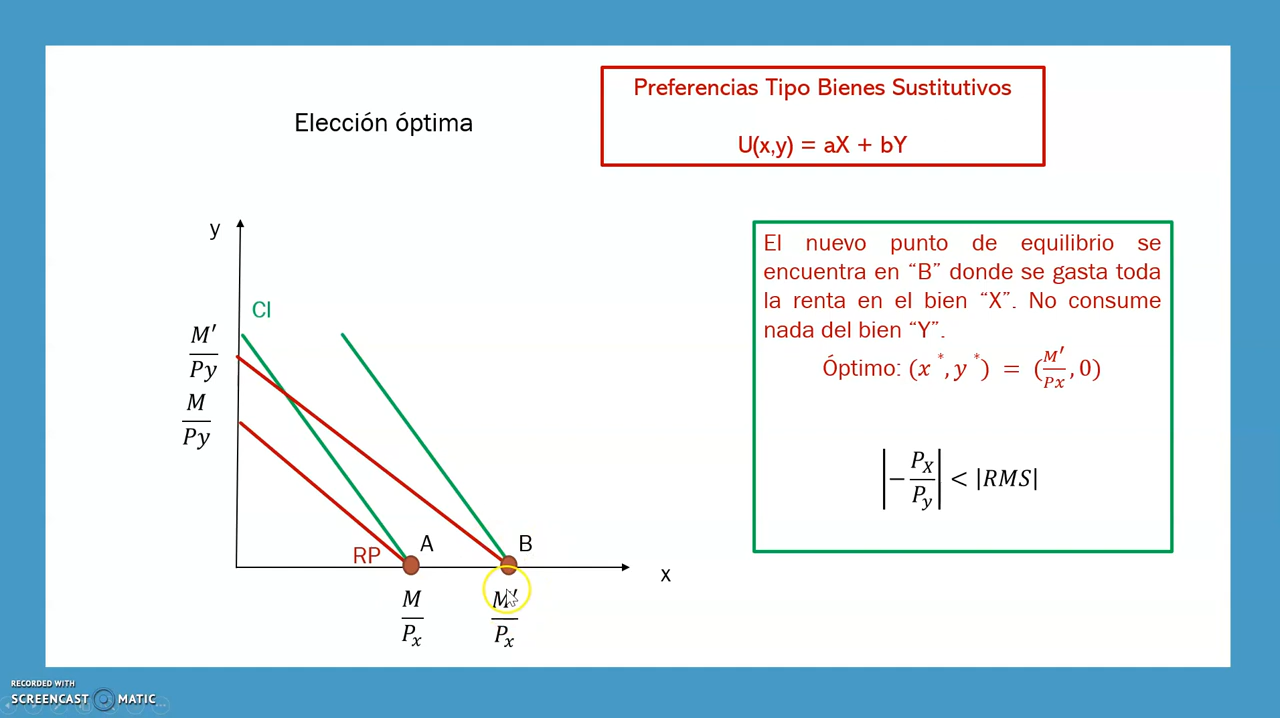 Preferencias Tipo Bienes Sustitutivos
U(x,y) = aX + bY
Elección óptima
y
CI
M′/Py
M/Py
RP
A
B
x
M/Pₓ
M′/Pₓ
El nuevo punto de equilibrio se
encuentra en “B” donde se gasta toda
la renta en el bien “X”. No consume
nada del bien “Y”.
Óptimo: (x*, y*) = (M′/Px, 0)
|−P_X/P_y| < |RMS|
RECORDED WITH
SCREENCAST MATIC